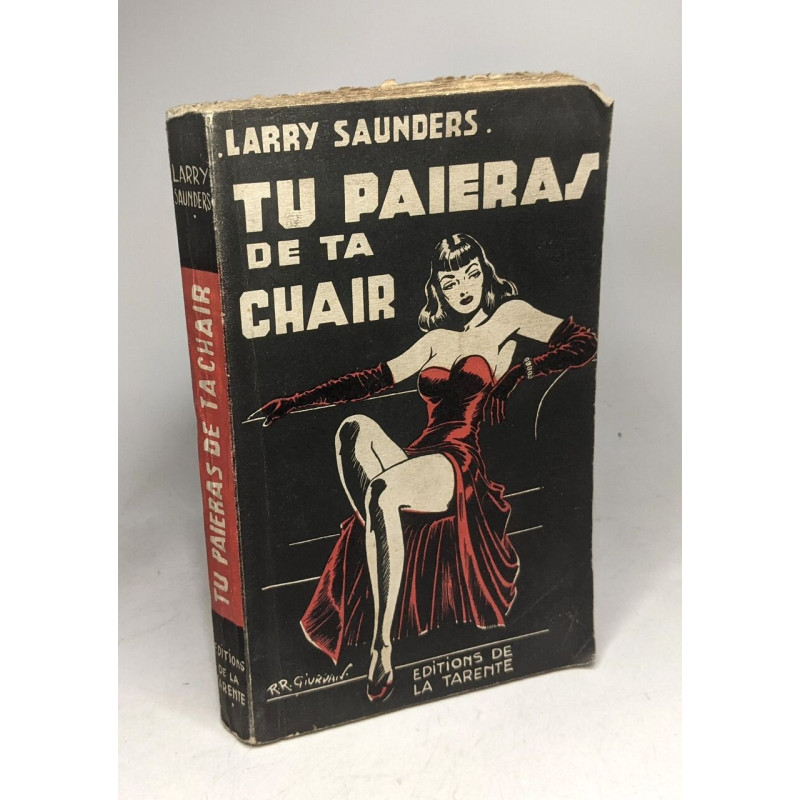 LARRY SAUNDERS.
TU PAIERAS
DE TA
CHAIR
R.R. Giurdan.
EDITIONS DE
LA TARENTE
LARRY
SAUNDERS
TU PAIERAS DE TA CHAIR
EDITIONS
DE LA
TARENTE